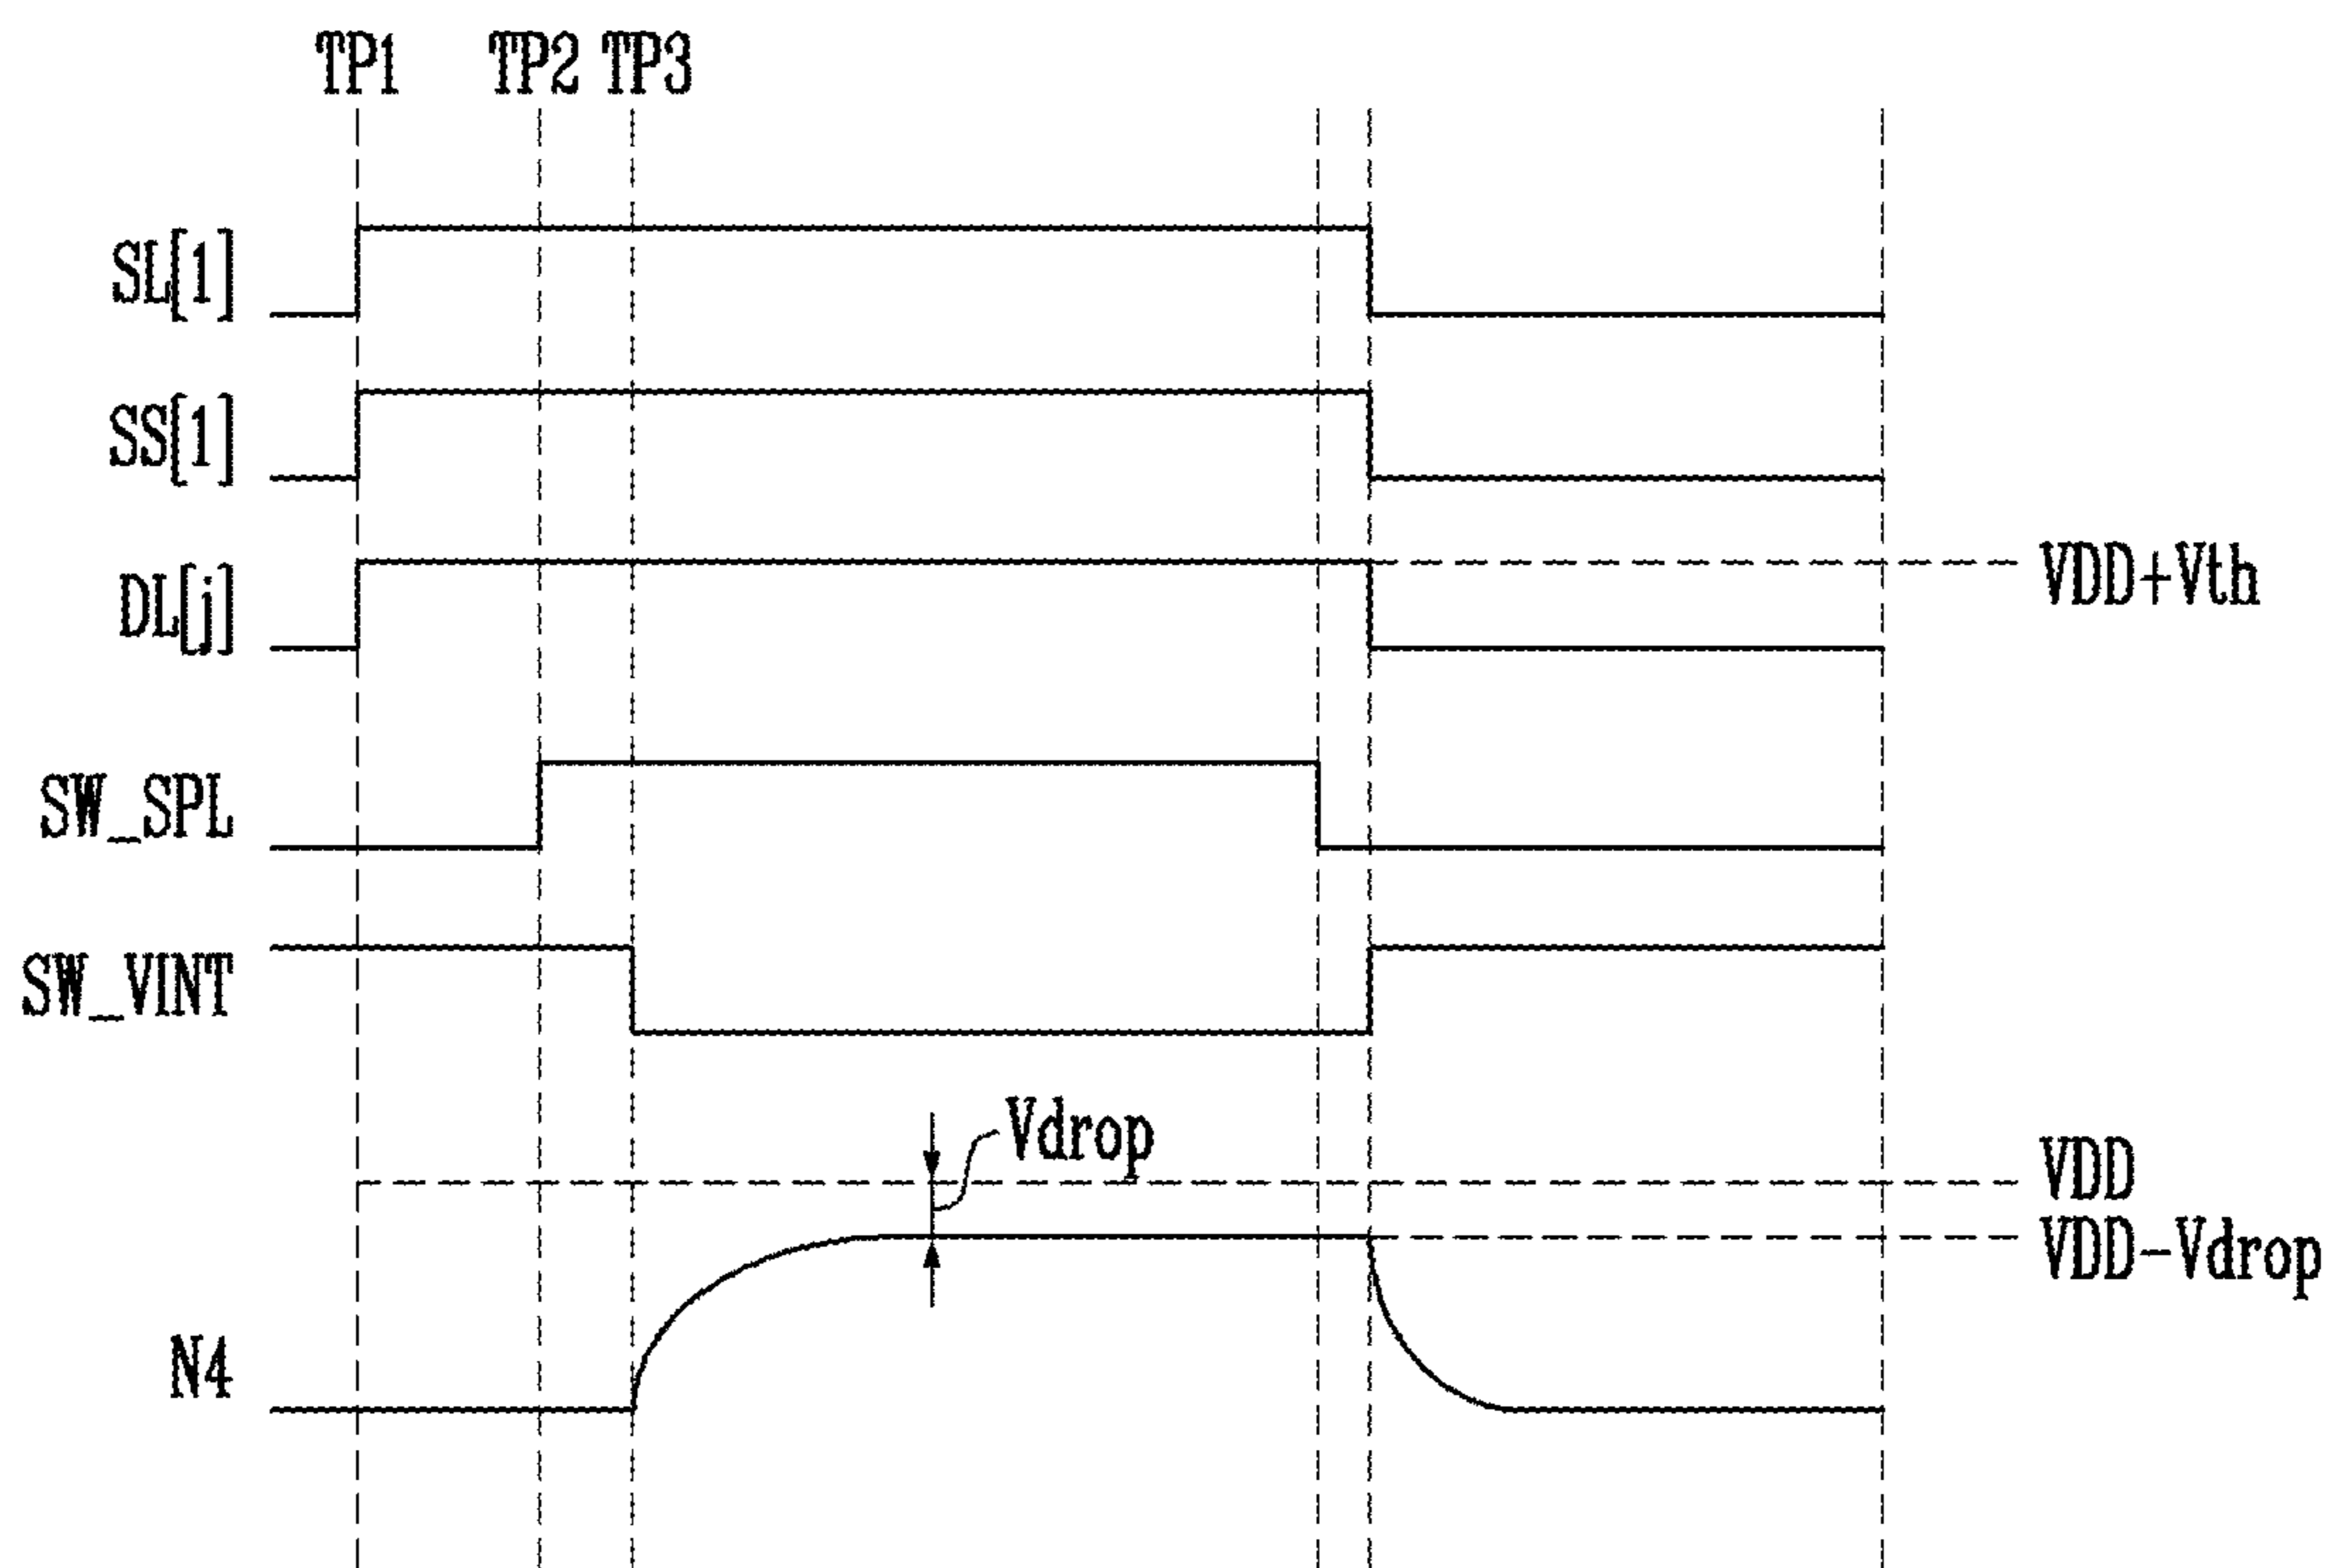 TP1 TP2 TP3
SL[1]
SS[1]
DL[j]
VDD+Vth
SW_SPL
SW_VINT
Vdrop
VDD
VDD-Vdrop
N4